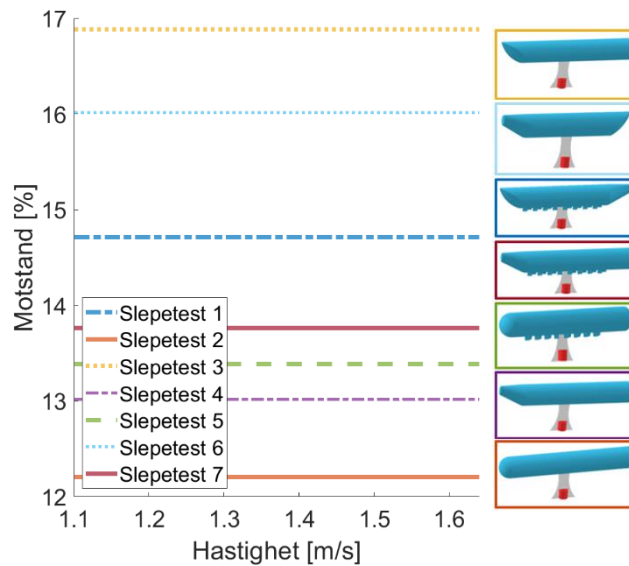 17
16
15
14
13
12
Motstand [%]
Slepetest 1
Slepetest 2
Slepetest 3
Slepetest 4
Slepetest 5
Slepetest 6
Slepetest 7
1.1 1.2 1.3 1.4 1.5 1.6
Hastighet [m/s]